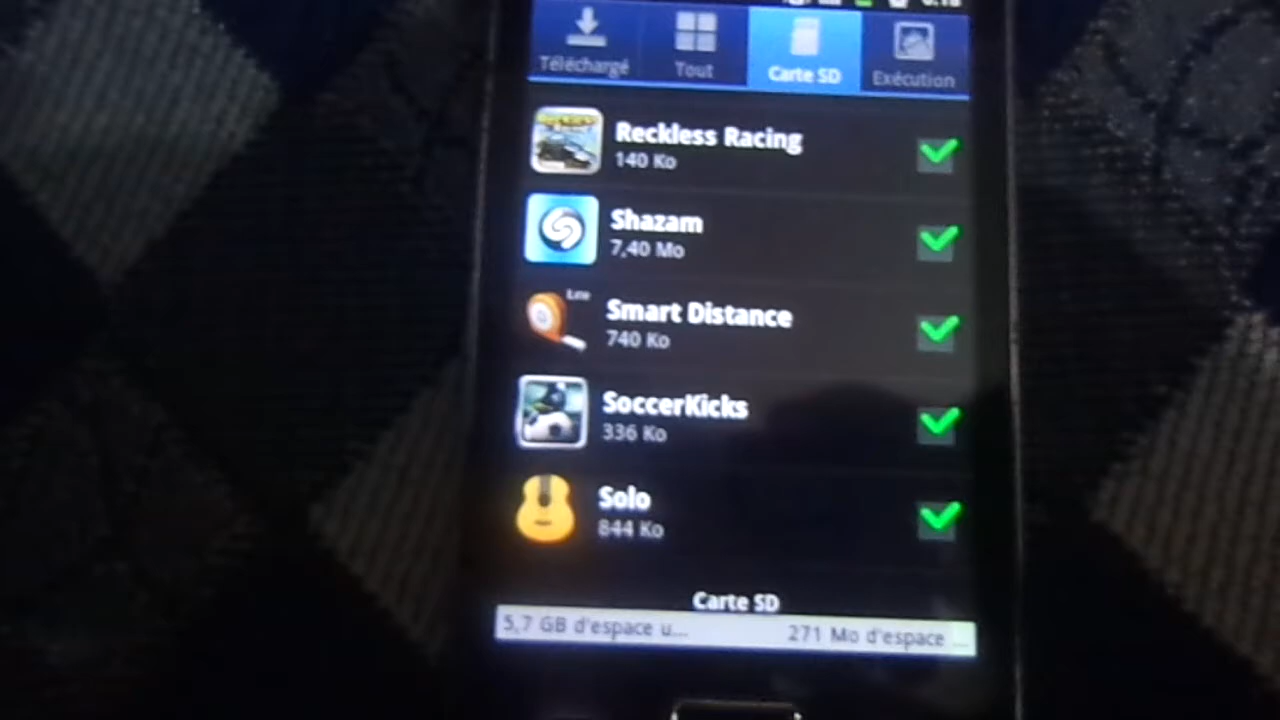 Téléchargé
Tout
Carte SD
Exécution
Reckless Racing
140 Ko
Shazam
7,40 Mo
Smart Distance
740 Ko
SoccerKicks
336 Ko
Solo
844 Ko
Carte SD
5,7 GB d'espace u...
271 Mo d'espace ...